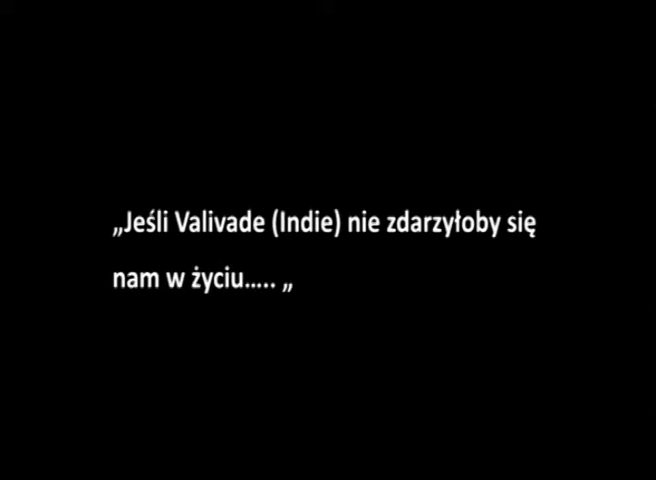 „Jeśli Valivade (Indie) nie zdarzyłoby się
nam w życiu..... „